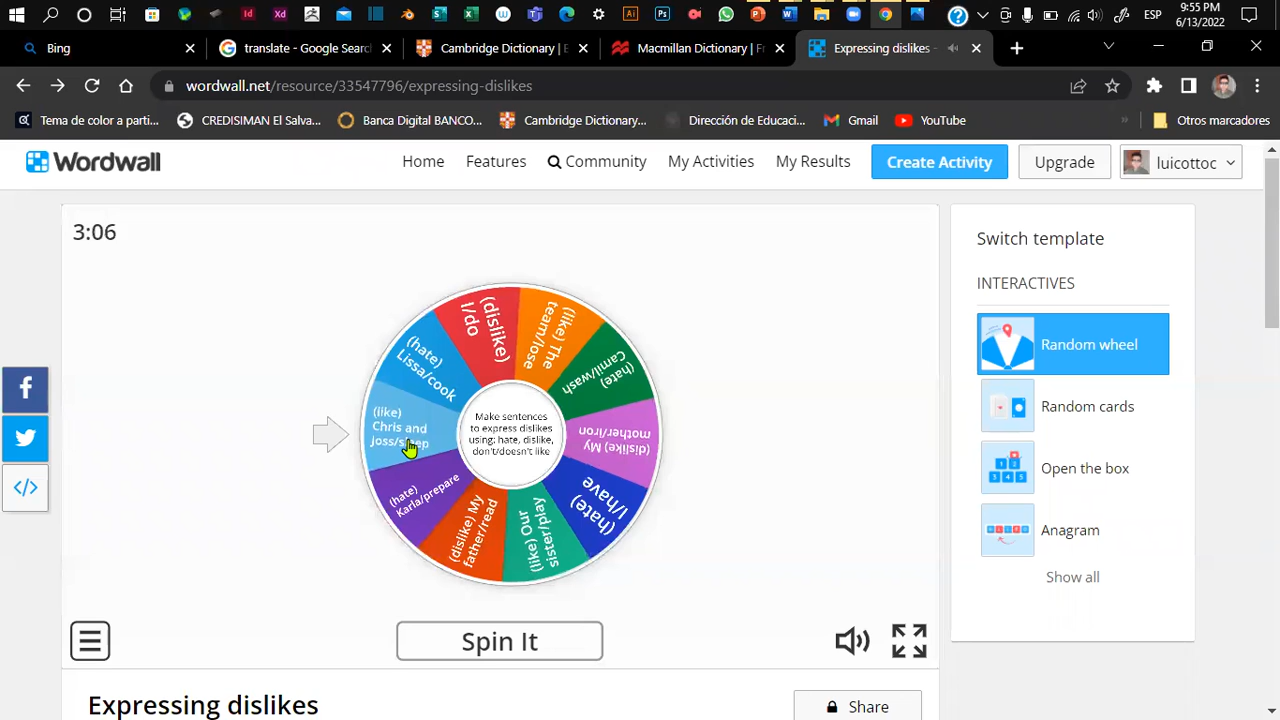 9:55 PM
ESP
6/13/2022
Bing
translate - Google Searc
Cambridge Dictionary | E
Macmillan Dictionary | Fr
Expressing dislikes -
wordwall.net/resource/33547796/expressing-dislikes
Tema de color a parti...
CREDISIMAN El Salva...
Banca Digital BANCO...
Cambridge Dictionary...
Dirección de Educaci...
Gmail
YouTube
Otros marcadores
Wordwall
Home
Features
Community
My Activities
My Results
Create Activity
Upgrade
luicottoc
3:06
(dislike)
I/do
(like) The
team/lose
(hate)
Camil/wash
(dislike) My
mother/iron
(hate)
I/have
(like) Our
sister/play
(dislike) My
father/read
(hate)
Karla/prepare
(like)
Chris and
(hate)
Lissa/cook
Make sentences
to express dislikes
using: hate, dislike,
don't/doesn't like
Spin It
Switch template
INTERACTIVES
Random wheel
Random cards
Open the box
Anagram
Show all
Expressing dislikes
Share